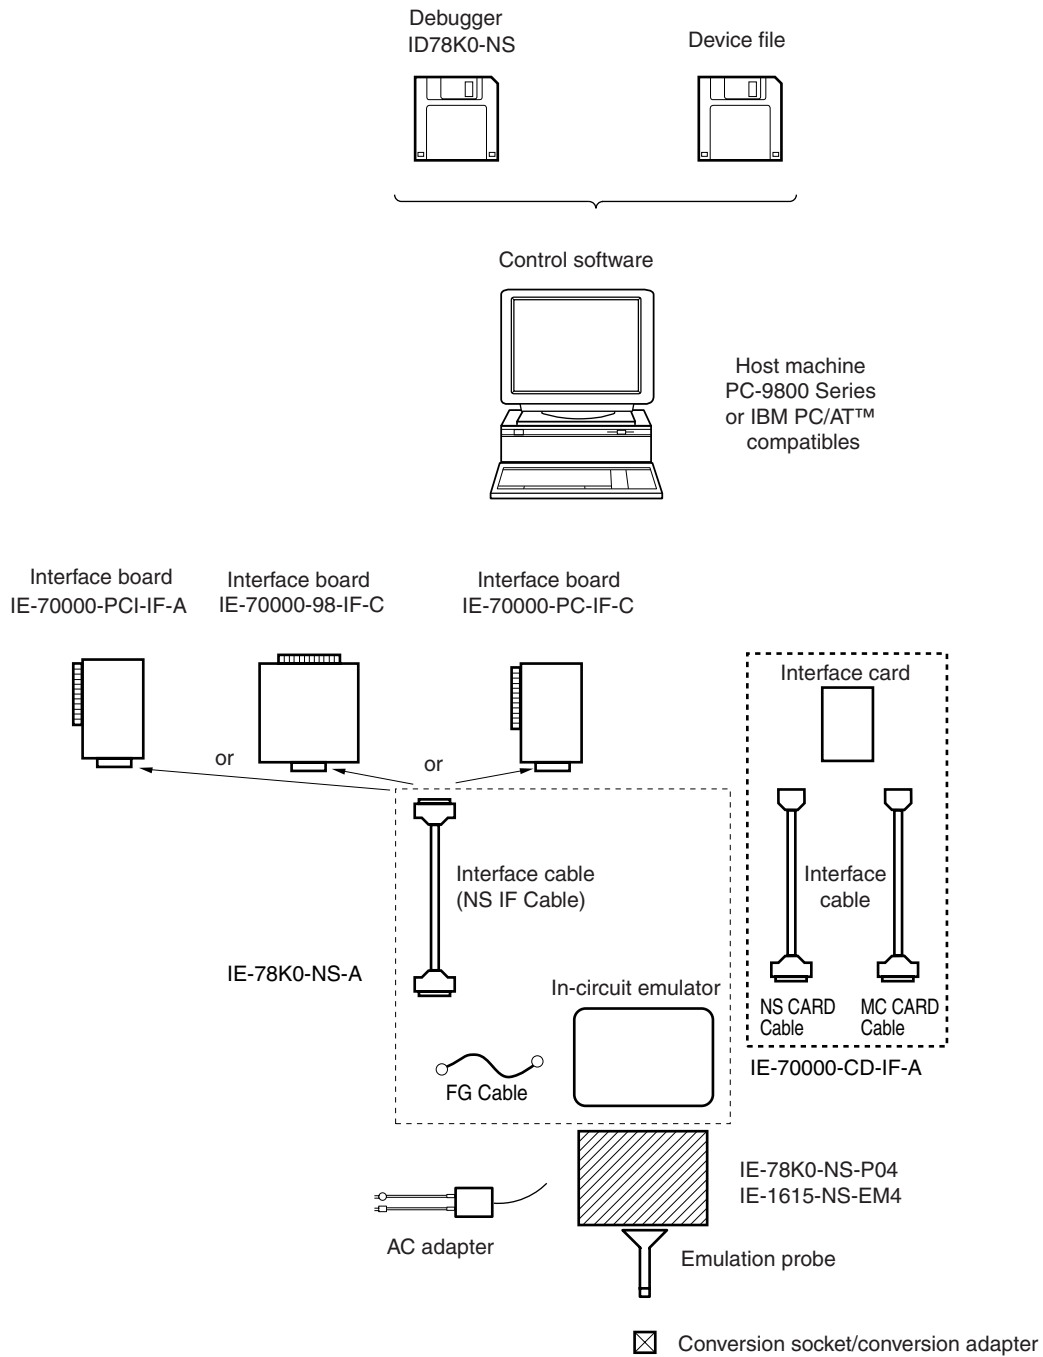 Debugger
ID78K0-NS
Device file
Control software
Host machine
PC-9800 Series
or IBM PC/AT™
compatibles
Interface board
IE-70000-PCI-IF-A
Interface board
IE-70000-98-IF-C
Interface board
IE-70000-PC-IF-C
or
or
Interface card
Interface
cable
NS CARD
Cable
MC CARD
Cable
IE-70000-CD-IF-A
Interface cable
(NS IF Cable)
IE-78K0-NS-A
In-circuit emulator
FG Cable
IE-78K0-NS-P04
IE-1615-NS-EM4
AC adapter
Emulation probe
Conversion socket/conversion adapter